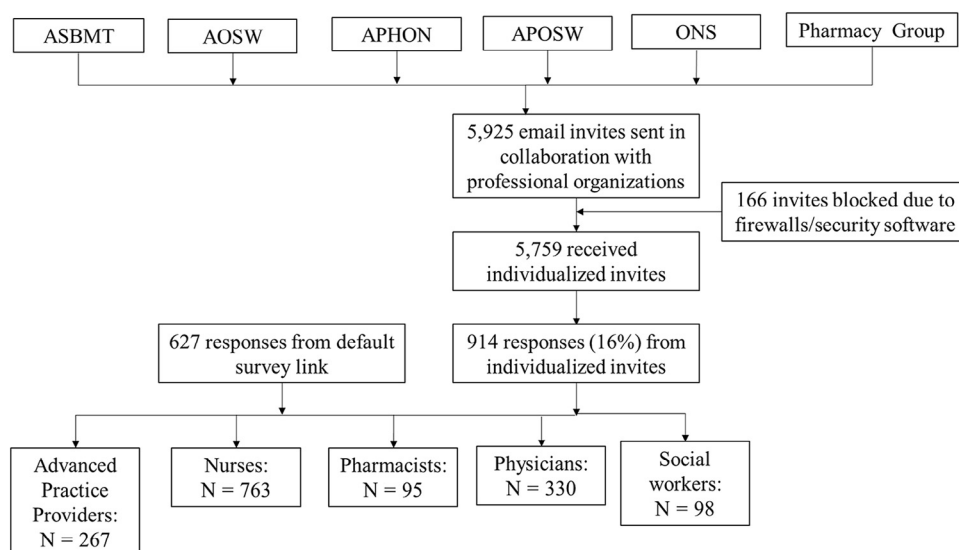 ASBMT
AOSW
APHON
APOSW
ONS
Pharmacy Group
5,925 email invites sent in
collaboration with
professional organizations
166 invites blocked due to
firewalls/security software
5,759 received
individualized invites
627 responses from default
survey link
914 responses (16%) from
individualized invites
Advanced
Practice
Providers:
N = 267
Nurses:
N = 763
Pharmacists:
N = 95
Physicians:
N = 330
Social
workers:
N = 98